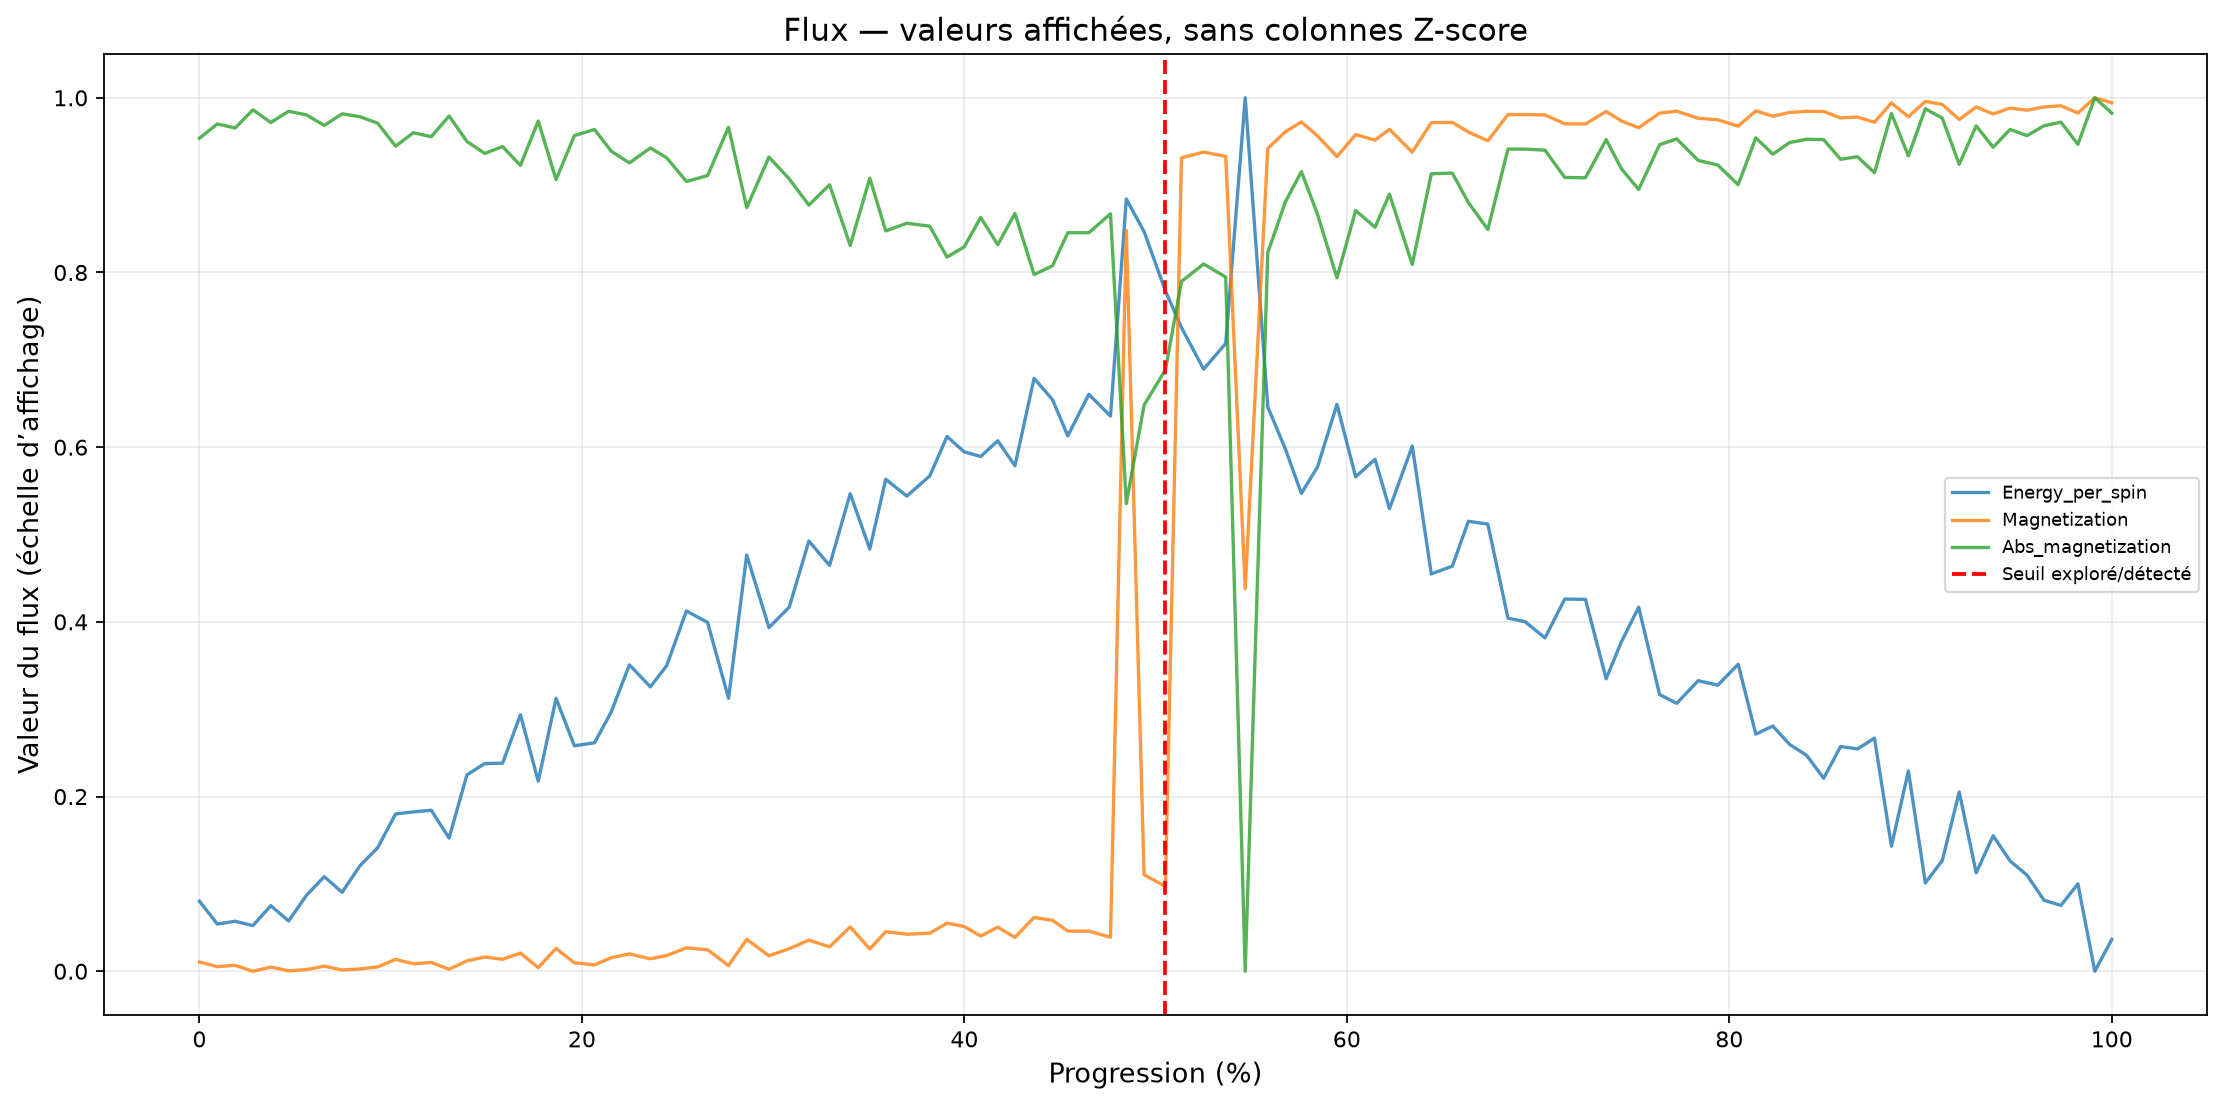 Flux — valeurs affichées, sans colonnes Z-score
Valeur du flux (échelle d’affichage)
1.0
0.8
0.6
0.4
0.2
0.0
Energy_per_spin
Magnetization
Abs_magnetization
Seuil exploré/détecté
0 20 40 60 80 100
Progression (%)